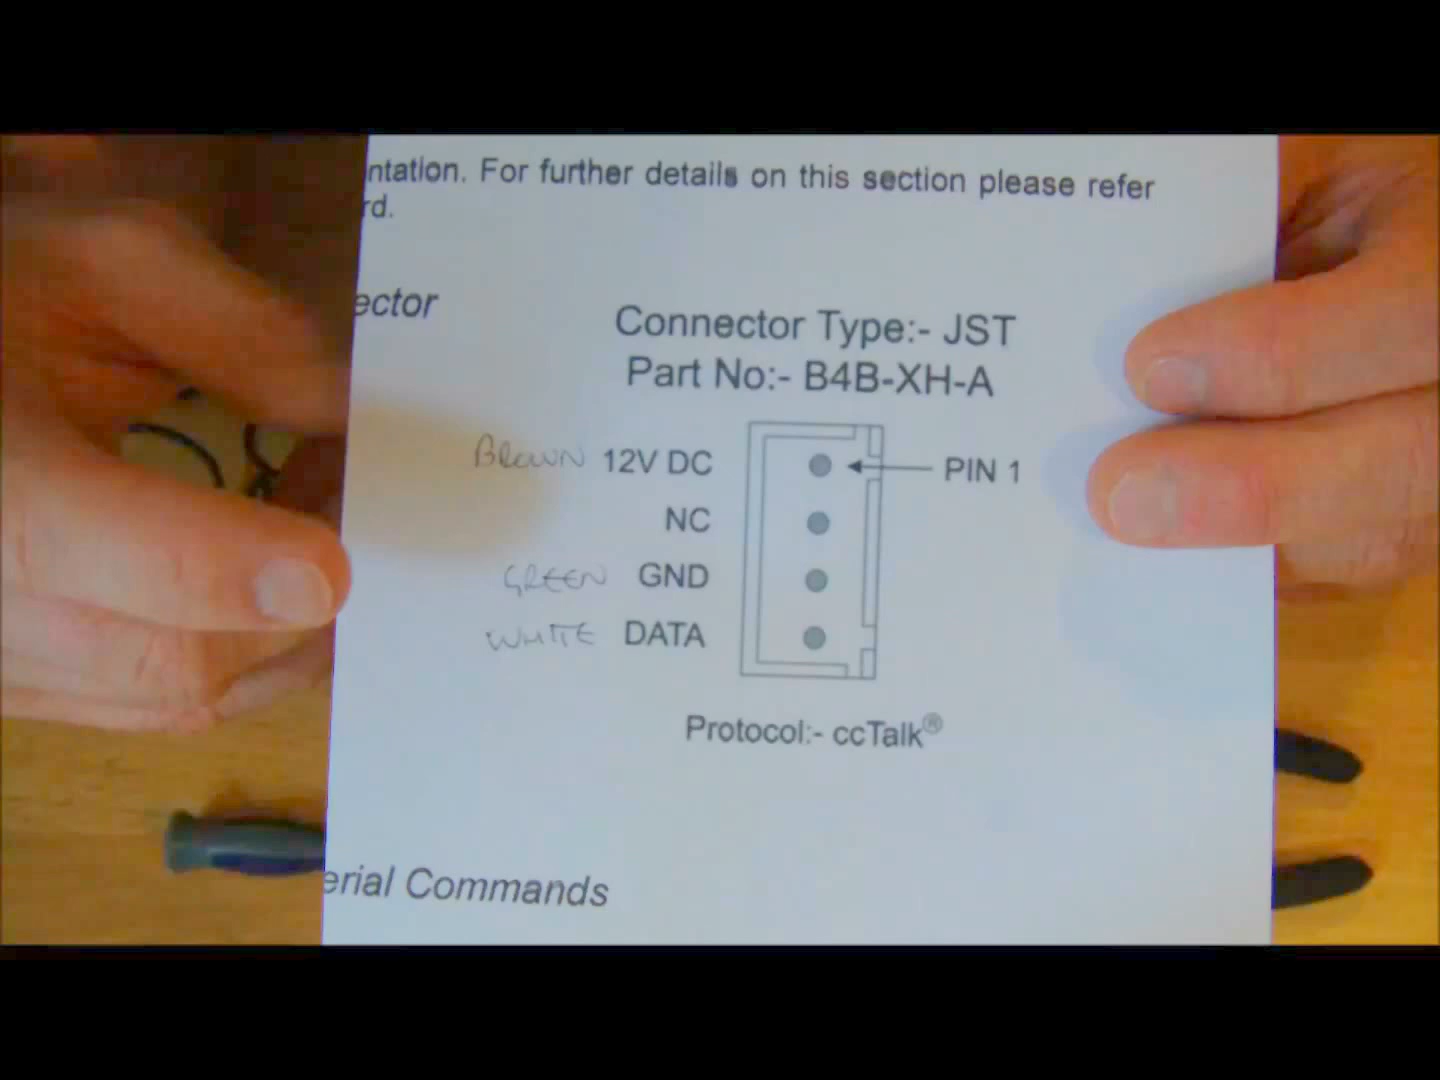 ntation. For further details on this section please refer
rd.
ector
Connector Type:- JST
Part No:- B4B-XH-A
BROWN 12V DC
PIN 1
NC
GREEN GND
WHITE DATA
Protocol:- ccTalk®
erial Commands